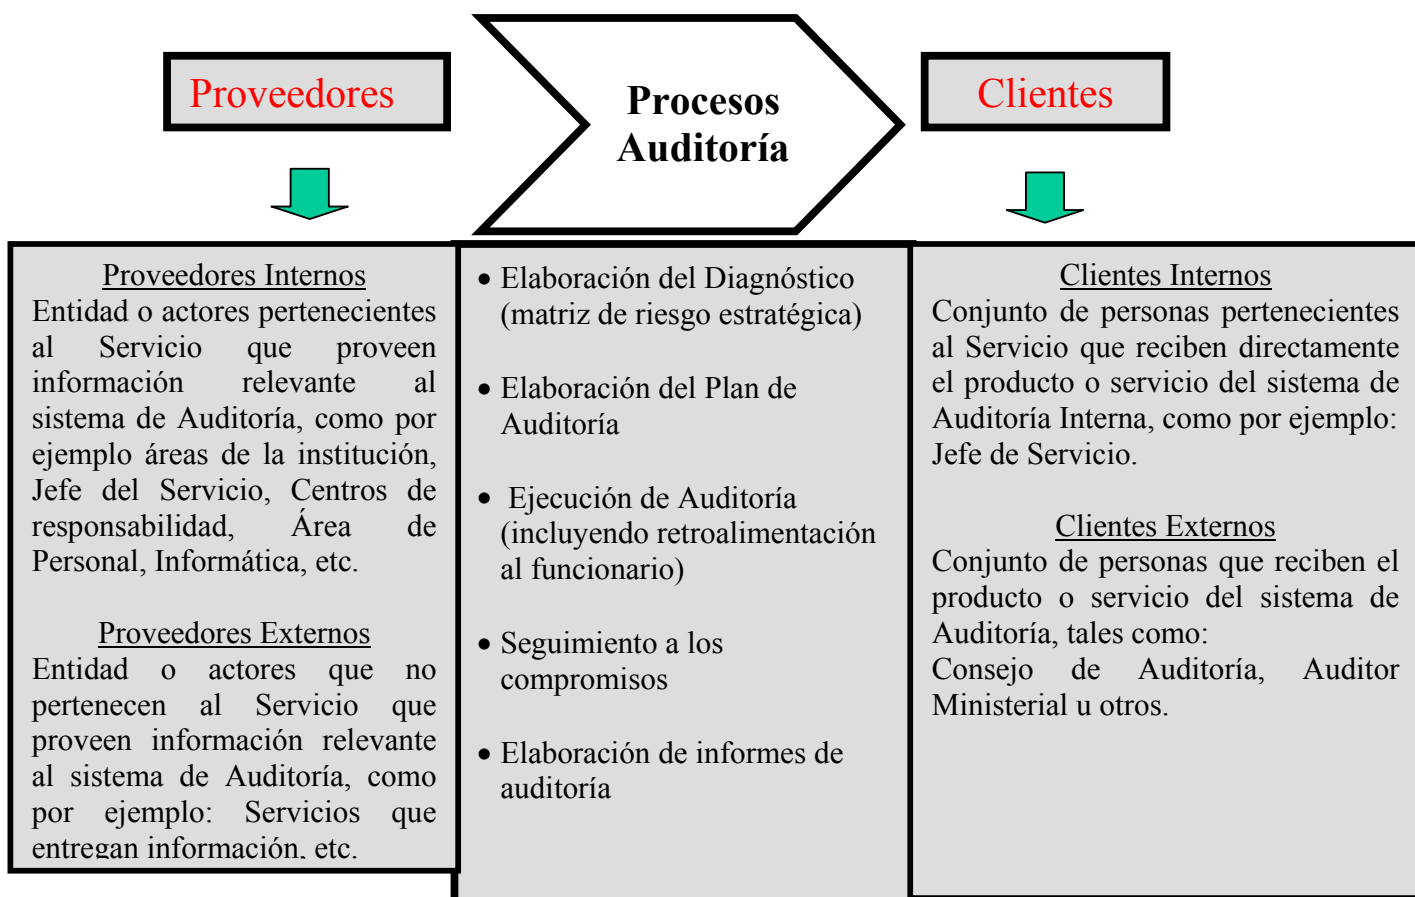 Proveedores
Procesos
Auditoría
Clientes
Proveedores Internos
Entidad o actores pertenecientes
al Servicio que proveen
información relevante al
sistema de Auditoría, como por
ejemplo áreas de la institución,
Jefe del Servicio, Centros de
responsabilidad, Área de
Personal, Informática, etc.
Proveedores Externos
Entidad o actores que no
pertenecen al Servicio que
proveen información relevante
al sistema de Auditoría, como
por ejemplo: Servicios que
entregan información, etc.
• Elaboración del Diagnóstico
(matriz de riesgo estratégica)
• Elaboración del Plan de
Auditoría
• Ejecución de Auditoría
(incluyendo retroalimentación
al funcionario)
• Seguimiento a los
compromisos
• Elaboración de informes de
auditoría
Clientes Internos
Conjunto de personas pertenecientes
al Servicio que reciben directamente
el producto o servicio del sistema de
Auditoría Interna, como por ejemplo:
Jefe de Servicio.
Clientes Externos
Conjunto de personas que reciben el
producto o servicio del sistema de
Auditoría, tales como:
Consejo de Auditoría, Auditor
Ministerial u otros.